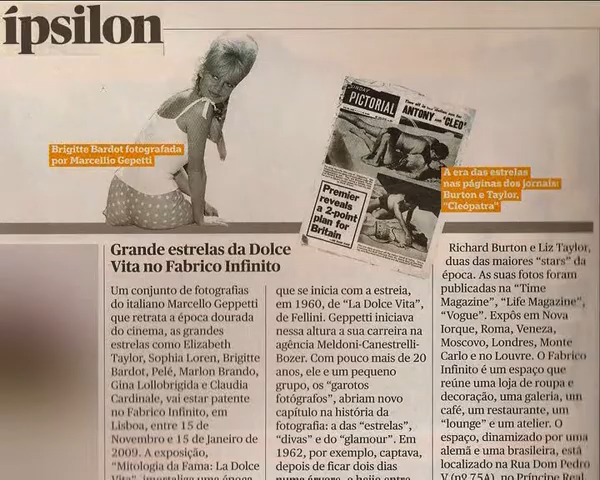 ípsilon
Brigitte Bardot fotografada
por Marcellio Gepetti
SUNDAY
PICTORIAL
ANTONY and 'CLEO'
Premier
reveals
a 2-point
plan for
Britain
A era das estrelas
nas páginas dos jornais:
Burton e Taylor,
"Cleópatra"
Grande estrelas da Dolce
Vita no Fabrico Infinito
Um conjunto de fotografias
do italiano Marcello Geppetti
que retrata a época dourada
do cinema, as grandes
estrelas como Elizabeth
Taylor, Sophia Loren, Brigitte
Bardot, Pelé, Marlon Brando,
Gina Lollobrigida e Claudia
Cardinale, vai estar patente
no Fabrico Infinito, em
Lisboa, entre 15 de
Novembro e 15 de Janeiro de
2009. A exposição,
"Mitologia da Fama: La Dolce
que se inicia com a estreia,
em 1960, de "La Dolce Vita",
de Fellini. Geppetti iniciava
nessa altura a sua carreira na
agência Meldoni-Canestrelli-
Bozer. Com pouco mais de 20
anos, ele e um pequeno
grupo, os "garotos
fotógrafos", abriam novo
capítulo na história da
fotografia: a das "estrelas",
"divas" e do "glamour". Em
1962, por exemplo, captava,
depois de ficar dois dias
Richard Burton e Liz Taylor,
duas das maiores "stars" da
época. As suas fotos foram
publicadas na "Time
Magazine", "Life Magazine",
"Vogue". Expôs em Nova
Iorque, Roma, Veneza,
Moscovo, Londres, Monte
Carlo e no Louvre. O Fabrico
Infinito é um espaço que
reúne uma loja de roupa e
decoração, uma galeria, um
café, um restaurante, um
"lounge" e um atelier. O
espaço, dinamizado por uma
alemã e uma brasileira, está
localizado na Rua Dom Pedro
V (nº 75A), no Príncipe Real